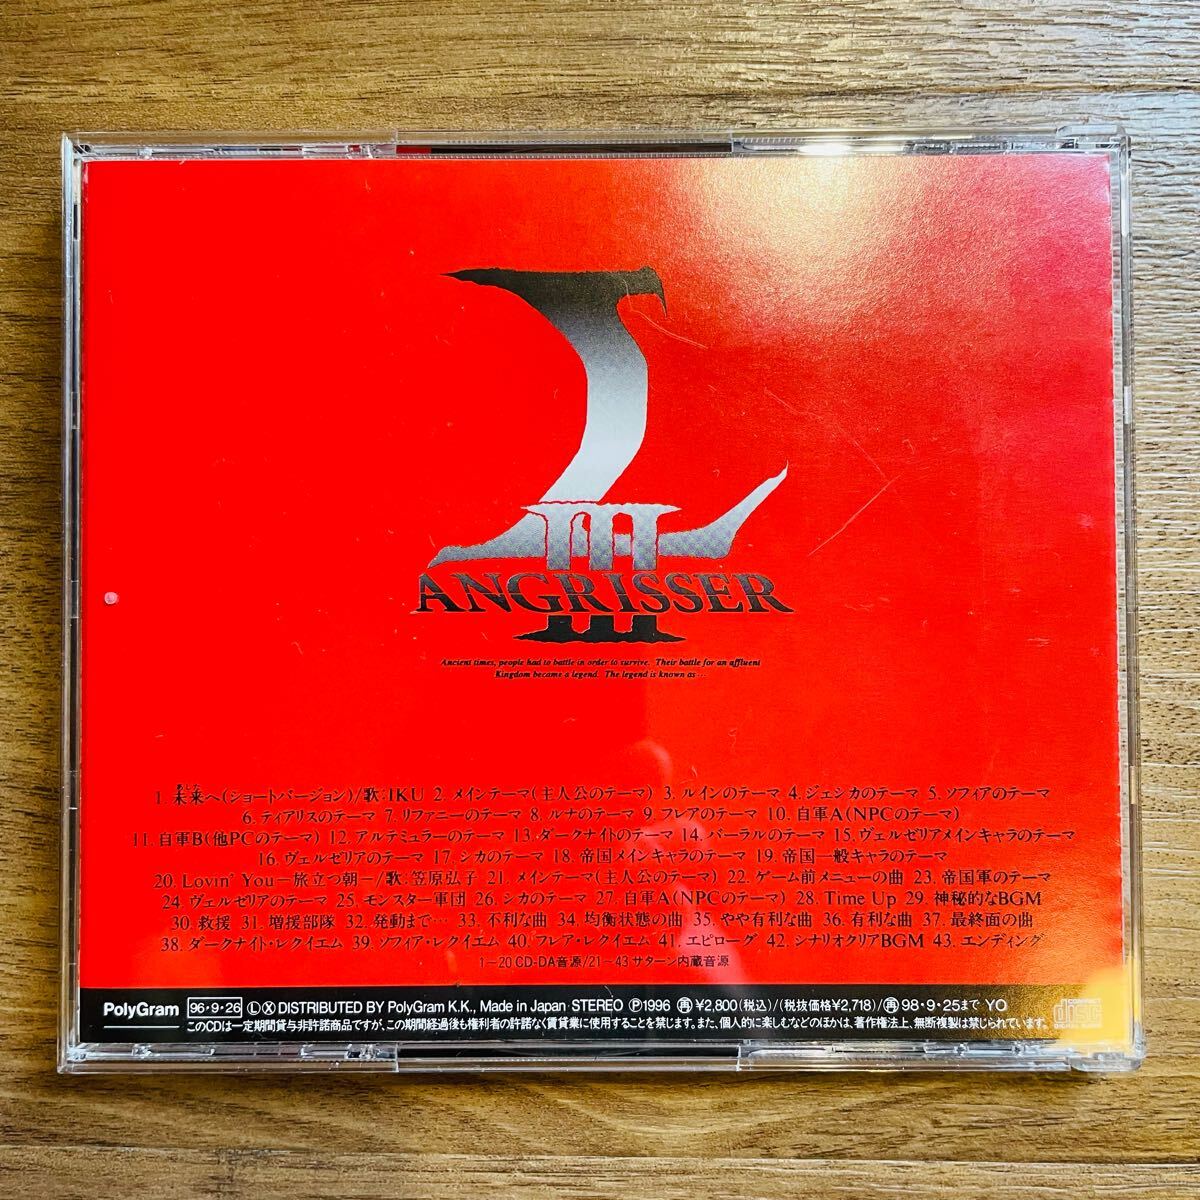 L
III
ANGRISSER
Ancient times, people had to battle in order to survive. Their battle for an affluent
Kingdom became a legend. The legend is known as …
あした
1. 未来へ(ショートバージョン)/歌:IKU 2. メインテーマ(主人公のテーマ) 3. ルインのテーマ 4. ジェシカのテーマ 5. ソフィアのテーマ
6. ティアリスのテーマ 7. リファニーのテーマ 8. ルナのテーマ 9. フレアのテーマ 10. 自軍A(NPCのテーマ)
11. 自軍B(他PCのテーマ) 12. アルテミュラーのテーマ 13. ダークナイトのテーマ 14. バーラルのテーマ 15. ヴェルゼリアメインキャラのテーマ
16. ヴェルゼリアのテーマ 17. シカのテーマ 18. 帝国メインキャラのテーマ 19. 帝国一般キャラのテーマ
20. Lovin' You－旅立つ朝－/歌:笠原弘子 21. メインテーマ(主人公のテーマ) 22. ゲーム前メニューの曲 23. 帝国軍のテーマ
24. ヴェルゼリアのテーマ 25. モンスター軍団 26. シカのテーマ 27. 自軍A(NPCのテーマ) 28. Time Up 29. 神秘的なBGM
30. 救援 31. 増援部隊 32. 発動まで… 33. 不利な曲 34. 均衡状態の曲 35. やや有利な曲 36. 有利な曲 37. 最終面の曲
38. ダークナイト・レクイエム 39. ソフィア・レクイエム 40. フレア・レクイエム 41. エピローグ 42. シナリオクリアBGM 43. エンディング
1－20 CD-DA音源/21－43 サターン内蔵音源
PolyGram 96・9・26 Ⓛ Ⓧ DISTRIBUTED BY PolyGram K.K., Made in Japan STEREO Ⓟ1996 再 ¥2,800(税込)/(税抜価格¥2,718)/再 98・9・25まで YO
このCDは一定期間貸与非許諾商品ですが、この期間経過後も権利者の許諾なく賃貸業に使用することを禁じます。また、個人的に楽しむなどのほかは、著作権法上、無断複製は禁じられています。
COMPACT
disc
DIGITAL AUDIO